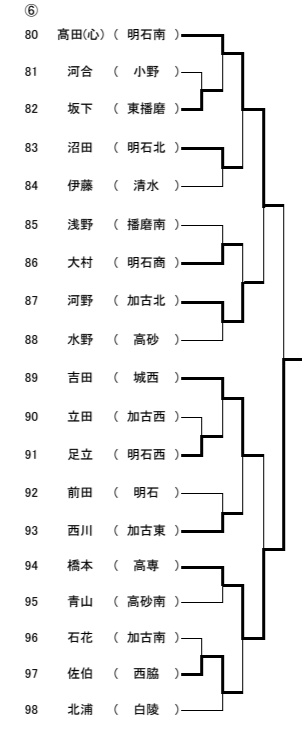 ⑥
80 髙田(心) ( 明石南 )
81 河合 ( 小野 )
82 坂下 ( 東播磨 )
83 沼田 ( 明石北 )
84 伊藤 ( 清水 )
85 浅野 ( 播磨南 )
86 大村 ( 明石商 )
87 河野 ( 加古北 )
88 水野 ( 高砂 )
89 吉田 ( 城西 )
90 立田 ( 加古西 )
91 足立 ( 明石西 )
92 前田 ( 明石 )
93 西川 ( 加古東 )
94 橋本 ( 高専 )
95 青山 ( 高砂南 )
96 石花 ( 加古南 )
97 佐伯 ( 西脇 )
98 北浦 ( 白陵 )